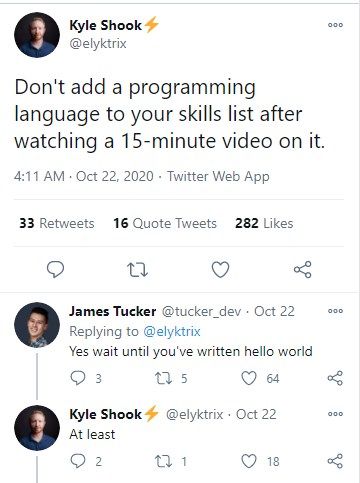 Kyle Shook⚡
@elyktrix
Don't add a programming
language to your skills list after
watching a 15-minute video on it.
4:11 AM · Oct 22, 2020 · Twitter Web App
33 Retweets 16 Quote Tweets 282 Likes
James Tucker @tucker_dev · Oct 22
Replying to @elyktrix
Yes wait until you've written hello world
3 5 64
Kyle Shook⚡ @elyktrix · Oct 22
At least
2 1 18